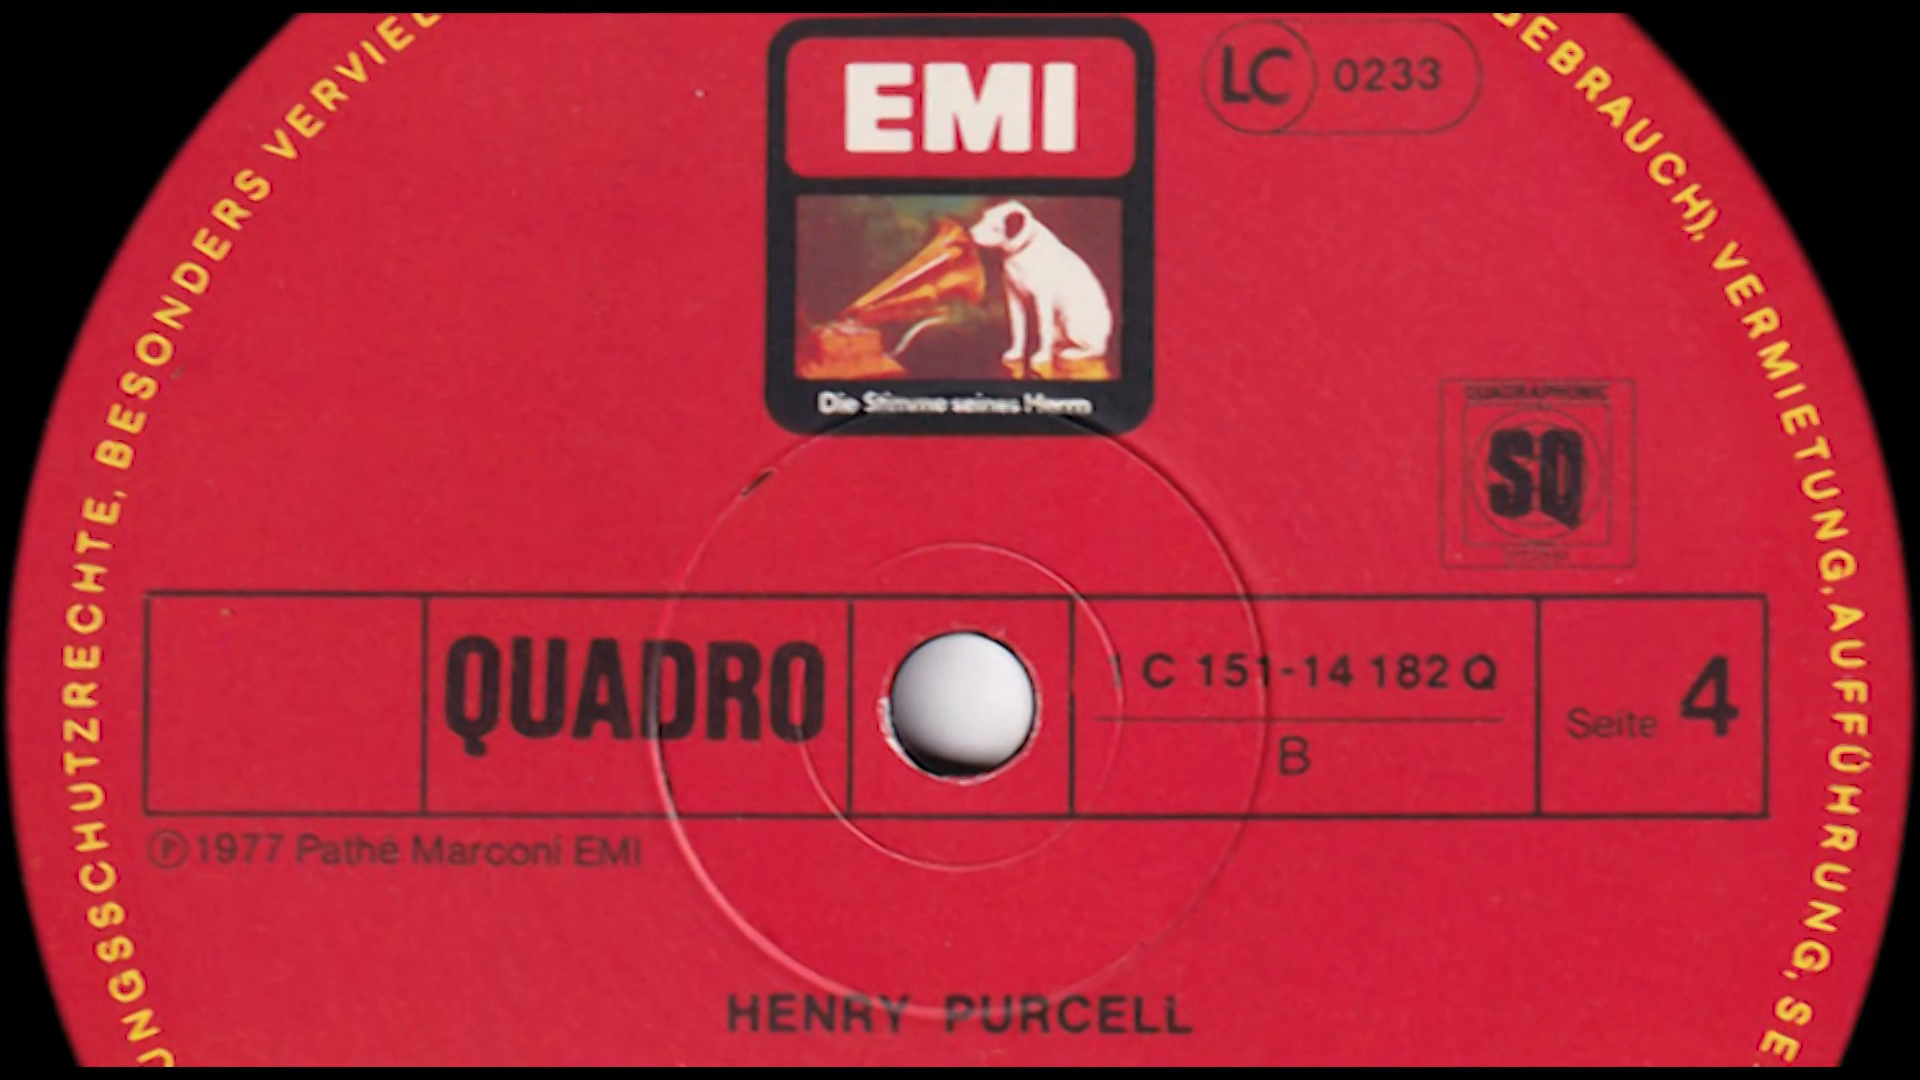 EMI
LC 0233
Die Stimme seines Herrn
UNGSSCHUTZRECHTE, BESONDERS VERVIEL
GEBRAUCH), VERMIETUNG, AUFFÜHRUNG, SE
QUADRAPHONIC
SQ
QUADRO
1 C 151-14 182 Q
B
Seite 4
Ⓟ 1977 Pathé Marconi EMI
HENRY PURCELL